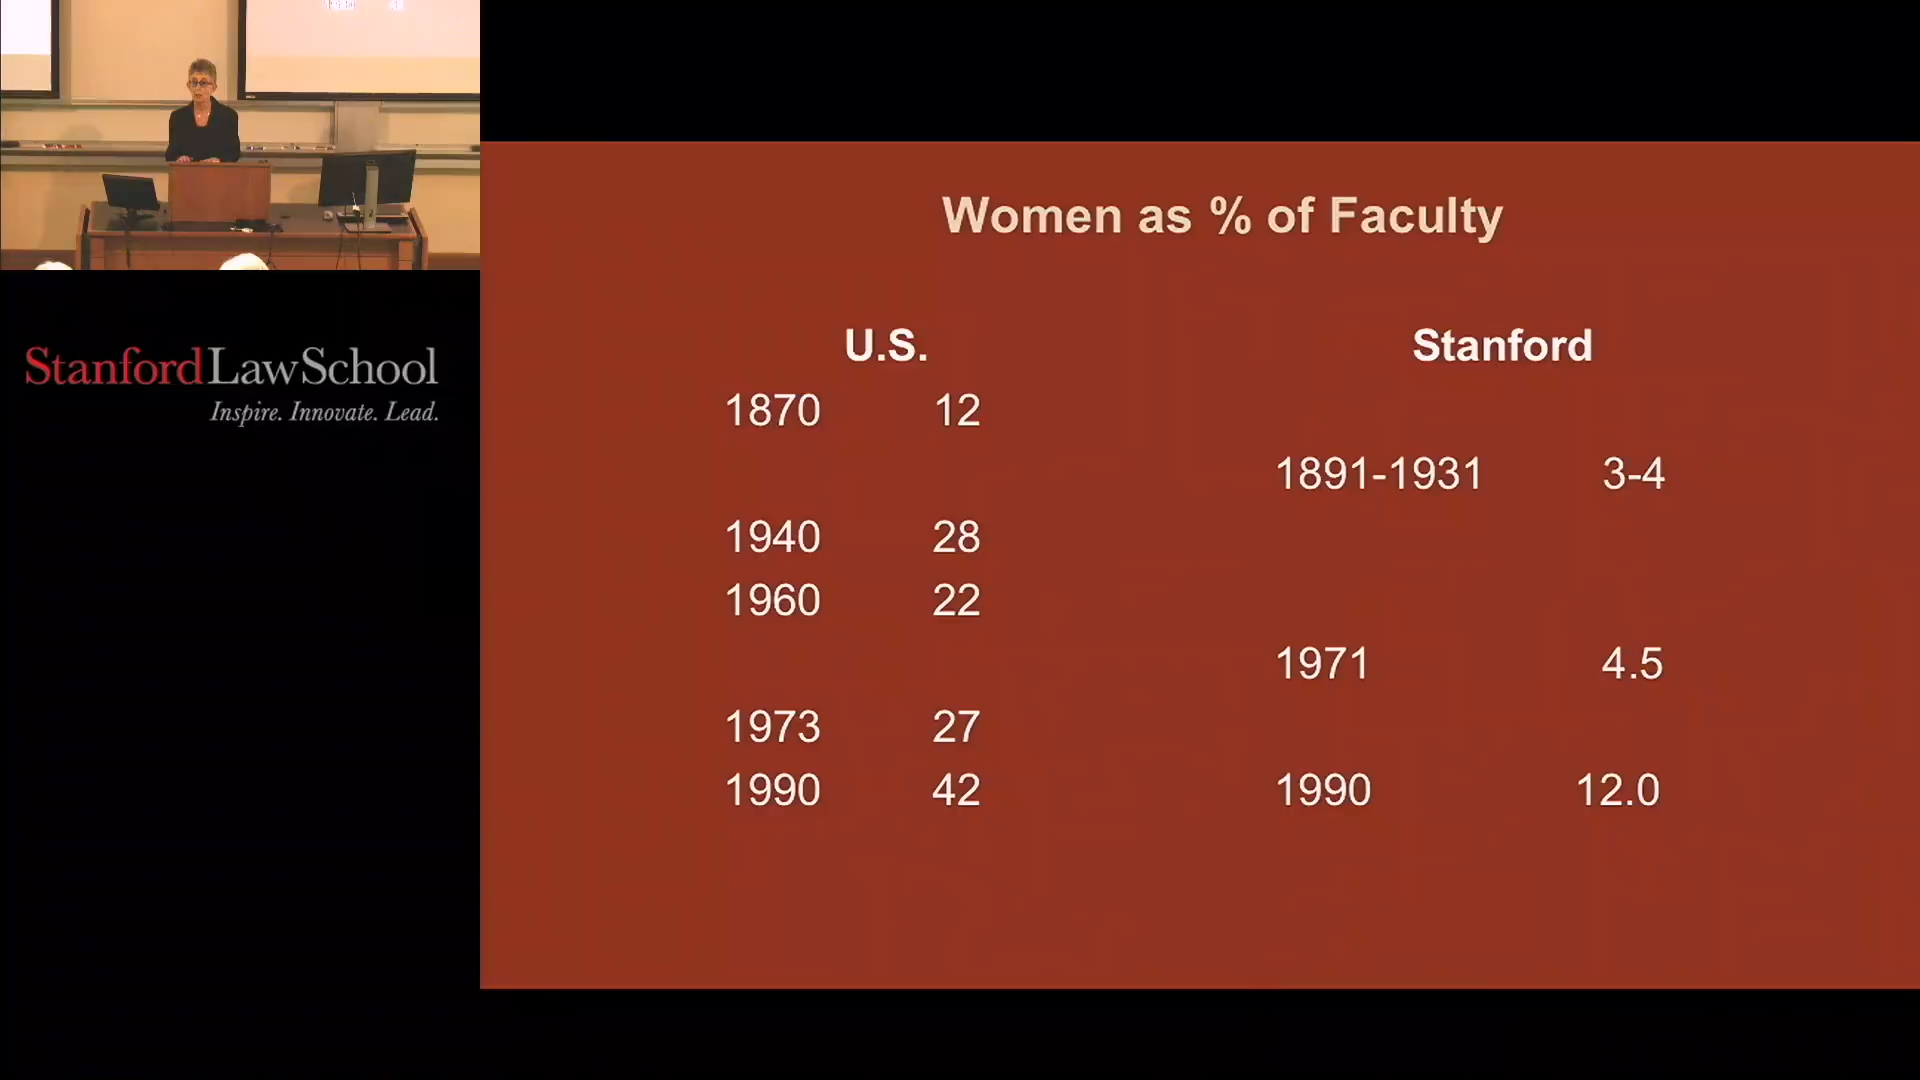 StanfordLawSchool
Inspire. Innovate. Lead.
Women as % of Faculty
U.S. Stanford
1870 12
1891-1931 3-4
1940 28
1960 22
1971 4.5
1973 27
1990 42 1990 12.0